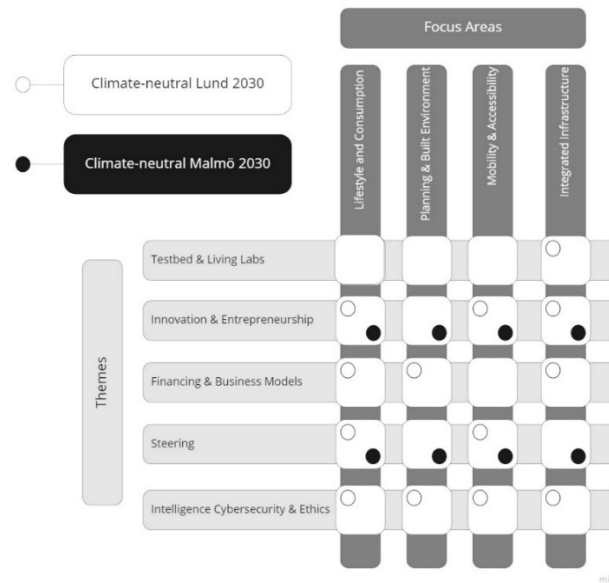 Focus Areas
Climate-neutral Lund 2030
Climate-neutral Malmö 2030
Lifestyle and Consumption
Planning & Built Environment
Mobility & Accessibility
Integrated Infrastructure
Themes
Testbed & Living Labs
Innovation & Entrepreneurship
Financing & Business Models
Steering
Intelligence Cybersecurity & Ethics